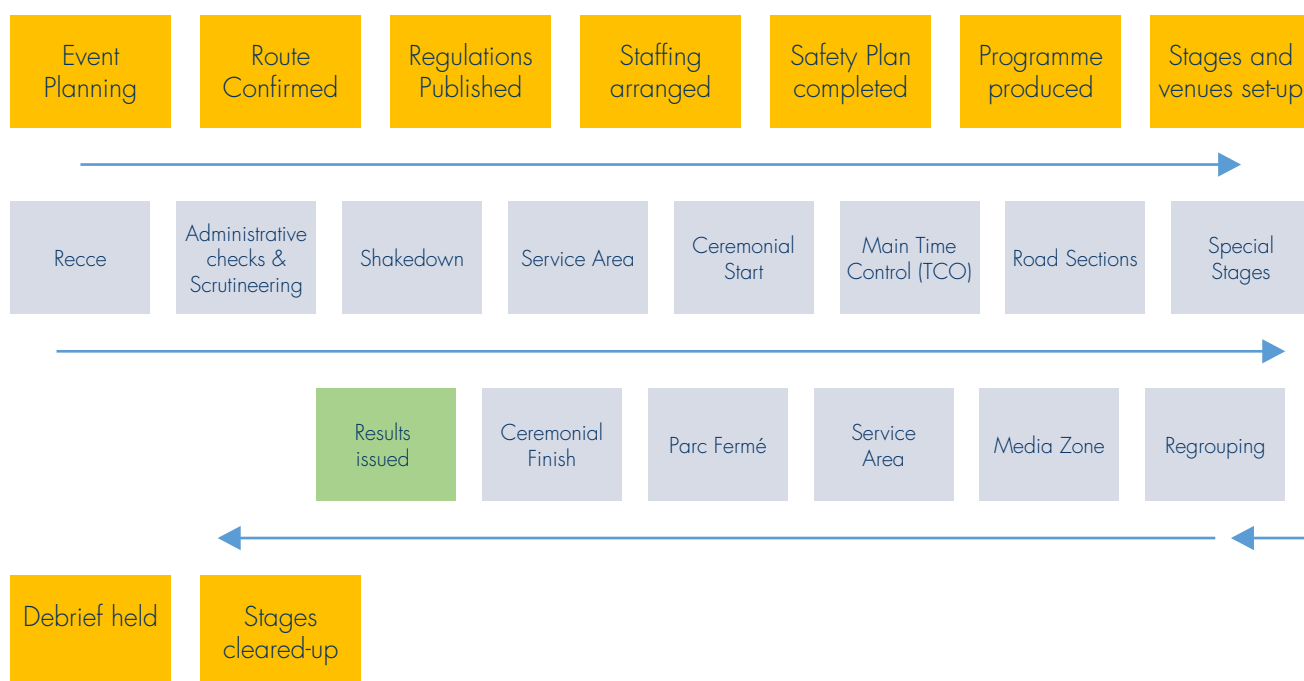 Event
Planning
Route
Confirmed
Regulations
Published
Staffing
arranged
Safety Plan
completed
Programme
produced
Stages and
venues set-up
Recce
Administrative
checks &
Scrutineering
Shakedown
Service Area
Ceremonial
Start
Main Time
Control (TCO)
Road Sections
Special
Stages
Results
issued
Ceremonial
Finish
Parc Fermé
Service
Area
Media Zone
Regrouping
Debrief held
Stages
cleared-up